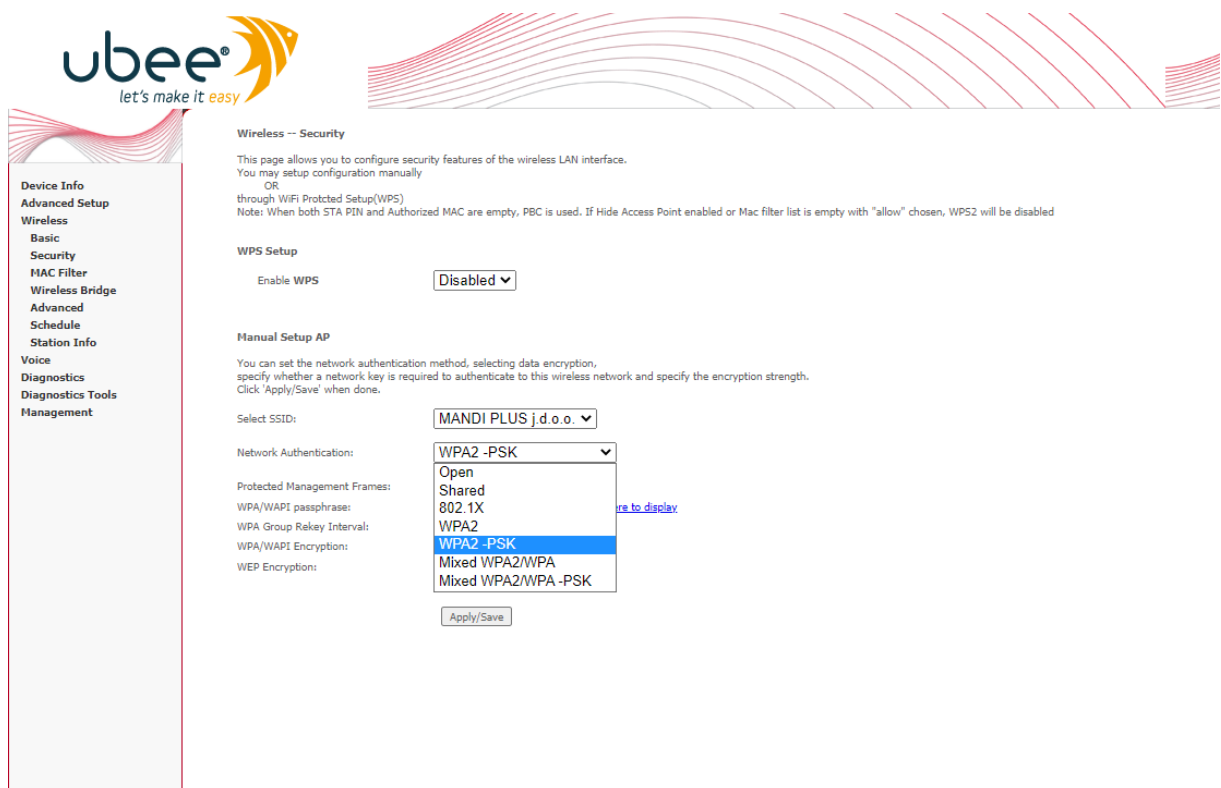 ubee®
let's make it easy
Device Info
Advanced Setup
Wireless
Basic
Security
MAC Filter
Wireless Bridge
Advanced
Schedule
Station Info
Voice
Diagnostics
Diagnostics Tools
Management
Wireless -- Security
This page allows you to configure security features of the wireless LAN interface.
You may setup configuration manually
OR
through WiFi Protcted Setup(WPS)
Note: When both STA PIN and Authorized MAC are empty, PBC is used. If Hide Access Point enabled or Mac filter list is empty with "allow" chosen, WPS2 will be disabled
WPS Setup
Enable WPS Disabled
Manual Setup AP
You can set the network authentication method, selecting data encryption,
specify whether a network key is required to authenticate to this wireless network and specify the encryption strength.
Click 'Apply/Save' when done.
Select SSID: MANDI PLUS j.d.o.o.
Network Authentication: WPA2 -PSK
Open
Protected Management Frames: Shared
WPA/WAPI passphrase: 802.1X re to display
WPA Group Rekey Interval: WPA2
WPA/WAPI Encryption: WPA2 -PSK
WEP Encryption: Mixed WPA2/WPA
Mixed WPA2/WPA -PSK
Apply/Save